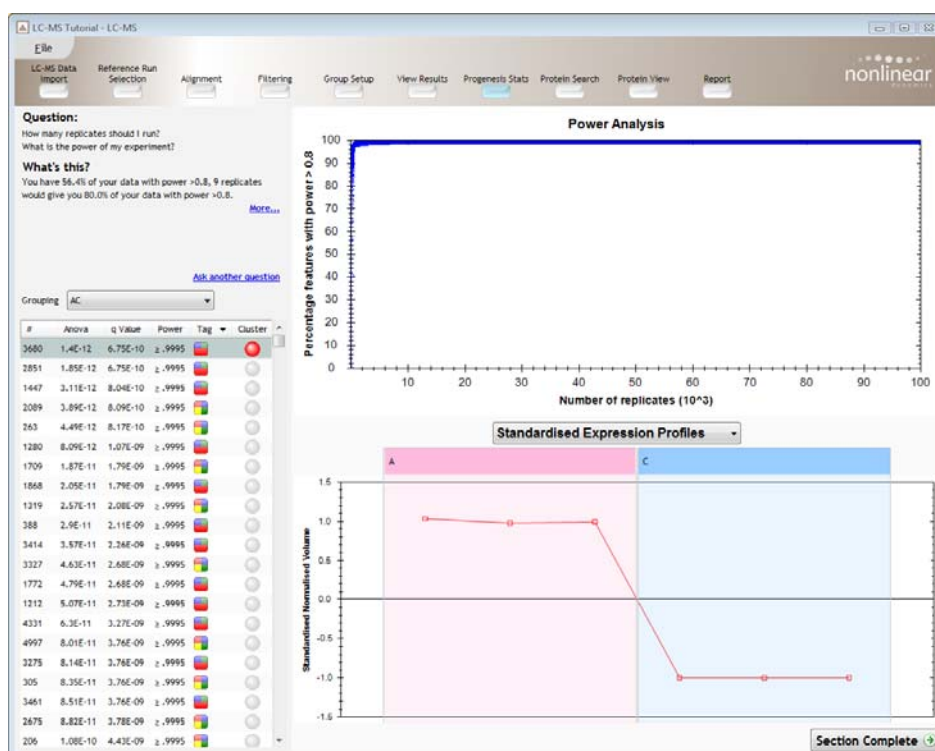 LC-MS Tutorial - LC-MS
File
LC-MS Data Import
Reference Run Selection
Alignment
Filtering
Group Setup
View Results
Progenesis Stats
Protein Search
Protein View
Report
nonlinear
DYNAMICS
Question:
How many replicates should I run?
What is the power of my experiment?
What's this?
You have 56.4% of your data with power >0.8, 9 replicates
would give you 80.0% of your data with power >0.8.
More...
Ask another question
Grouping AC
# Anova q Value Power Tag Cluster
3680 1.4E-12 6.75E-10 ≥ .9995
2851 1.85E-12 6.75E-10 ≥ .9995
1447 3.11E-12 8.04E-10 ≥ .9995
2089 3.89E-12 8.09E-10 ≥ .9995
263 4.49E-12 8.17E-10 ≥ .9995
1280 8.09E-12 1.07E-09 ≥ .9995
1709 1.87E-11 1.79E-09 ≥ .9995
1868 2.05E-11 1.79E-09 ≥ .9995
1319 2.57E-11 2.08E-09 ≥ .9995
388 2.9E-11 2.11E-09 ≥ .9995
3414 3.57E-11 2.26E-09 ≥ .9995
3327 4.63E-11 2.68E-09 ≥ .9995
1772 4.79E-11 2.68E-09 ≥ .9995
1212 5.07E-11 2.73E-09 ≥ .9995
4331 6.3E-11 3.27E-09 ≥ .9995
4997 8.01E-11 3.76E-09 ≥ .9995
3275 8.14E-11 3.76E-09 ≥ .9995
305 8.35E-11 3.76E-09 ≥ .9995
3461 8.51E-11 3.76E-09 ≥ .9995
2675 8.82E-11 3.78E-09 ≥ .9995
206 1.08E-10 4.43E-09 ≥ .9995
Power Analysis
Percentage features with power > 0.8
100
90
80
70
60
50
40
30
20
10
0
10 20 30 40 50 60 70 80 90 100
Number of replicates (10^3)
Standardised Expression Profiles
A C
Standardised Normalised Volume
1.5
1.0
0.5
0.0
-0.5
-1.0
-1.5
Section Complete